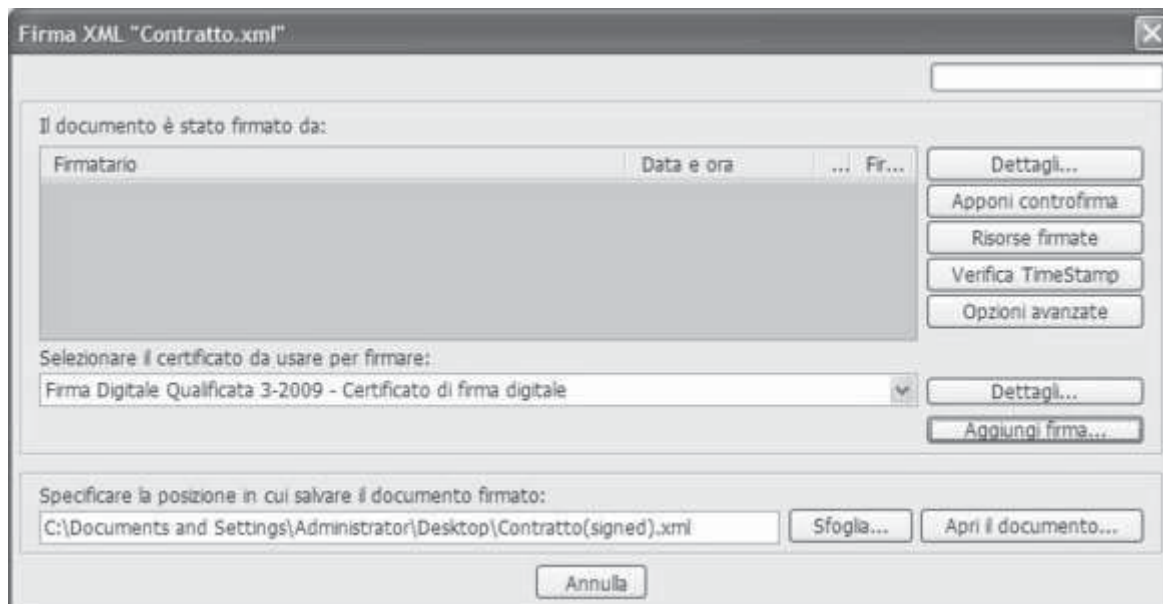 Firma XML "Contratto.xml"
Il documento è stato firmato da:
Firmatario Data e ora ... Fir... Dettagli...
Apponi controfirma
Risorse firmate
Verifica TimeStamp
Opzioni avanzate
Selezionare il certificato da usare per firmare:
Firma Digitale Qualificata 3-2009 - Certificato di firma digitale Dettagli...
Aggiungi firma...
Specificare la posizione in cui salvare il documento firmato:
C:\Documents and Settings\Administrator\Desktop\Contratto(signed).xml Sfoglia... Apri il documento...
Annulla